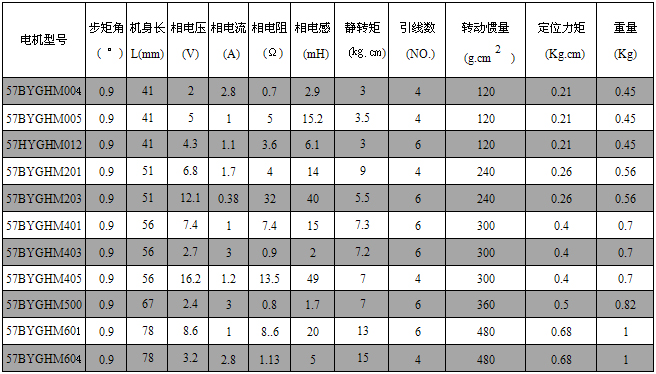 电机型号 步矩角 机身长 相电压 相电流 相电阻 相电感 静转矩 引线数 转动惯量 定位力矩 重量
( ° ) L(mm) (V) (A) (Ω) (mH) (kg.cm) (NO.) (g.cm 2 ) (Kg.cm) (Kg)
57BYGHM004 0.9 41 2 2.8 0.7 2.9 3 4 120 0.21 0.45
57BYGHM005 0.9 41 5 1 5 15.2 3.5 4 120 0.21 0.45
57HYGHM012 0.9 41 4.3 1.1 3.6 6.1 3 6 120 0.21 0.45
57BYGHM201 0.9 51 6.8 1.7 4 14 9 4 240 0.26 0.56
57BYGHM203 0.9 51 12.1 0.38 32 40 5.5 6 240 0.26 0.56
57BYGHM401 0.9 56 7.4 1 7.4 15 7.3 6 300 0.4 0.7
57BYGHM403 0.9 56 2.7 3 0.9 2 7.2 6 300 0.4 0.7
57BYGHM405 0.9 56 16.2 1.2 13.5 49 7 4 300 0.4 0.7
57BYGHM500 0.9 67 2.4 3 0.8 1.7 7 6 360 0.5 0.82
57BYGHM601 0.9 78 8.6 1 8..6 20 13 6 480 0.68 1
57BYGHM604 0.9 78 3.2 2.8 1.13 5 15 4 480 0.68 1